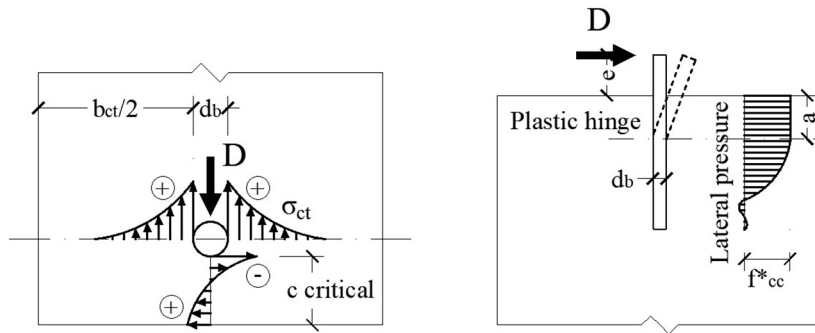 bct/2
db
D
+
+
σct
-
+
c critical
D
e
Plastic hinge
a
db
Lateral pressure
f*cc